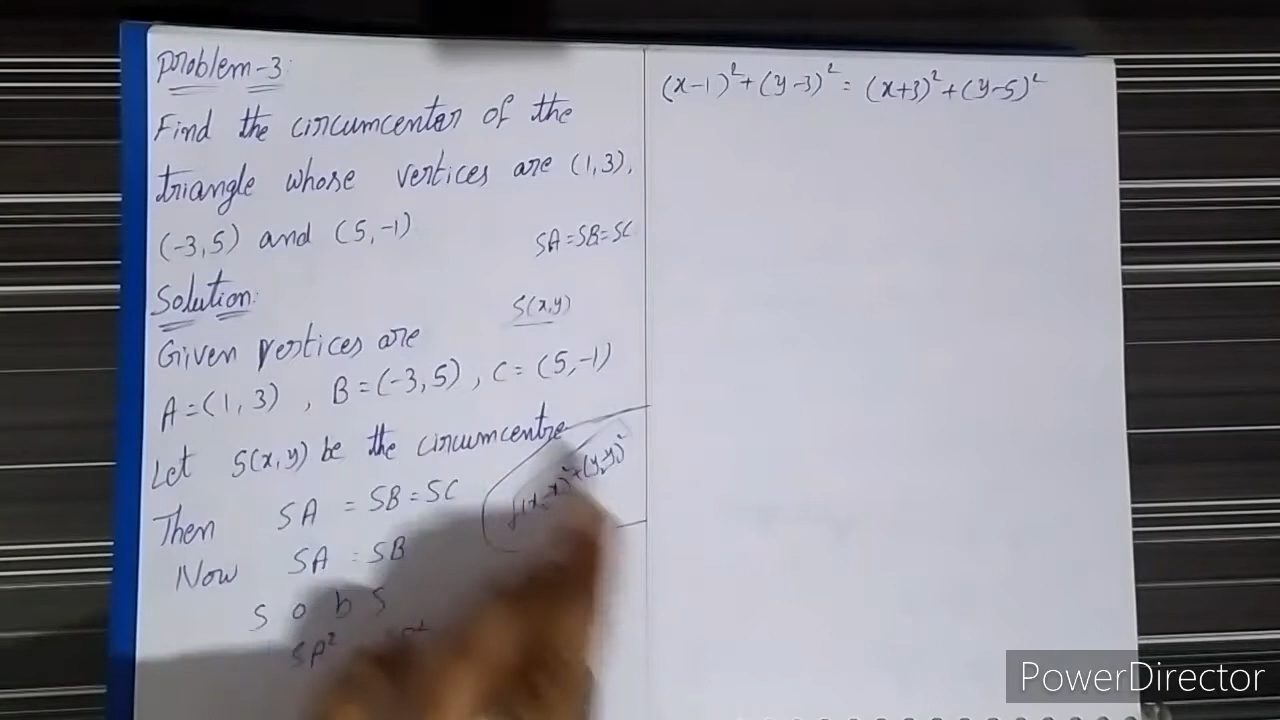 Problem-3:
Find the circumcenter of the
triangle whose vertices are (1,3),
(-3,5) and (5,-1)
SA=SB=SC
Solution:
S(x,y)
Given vertices are
A=(1,3) , B=(-3,5) , C=(5,-1)
Let S(x,y) be the circumcentre
Then SA = SB = SC
Now SA = SB
S O b S
(x-1)²+(y-3)² = (x+3)²+(y-5)²
PowerDirector